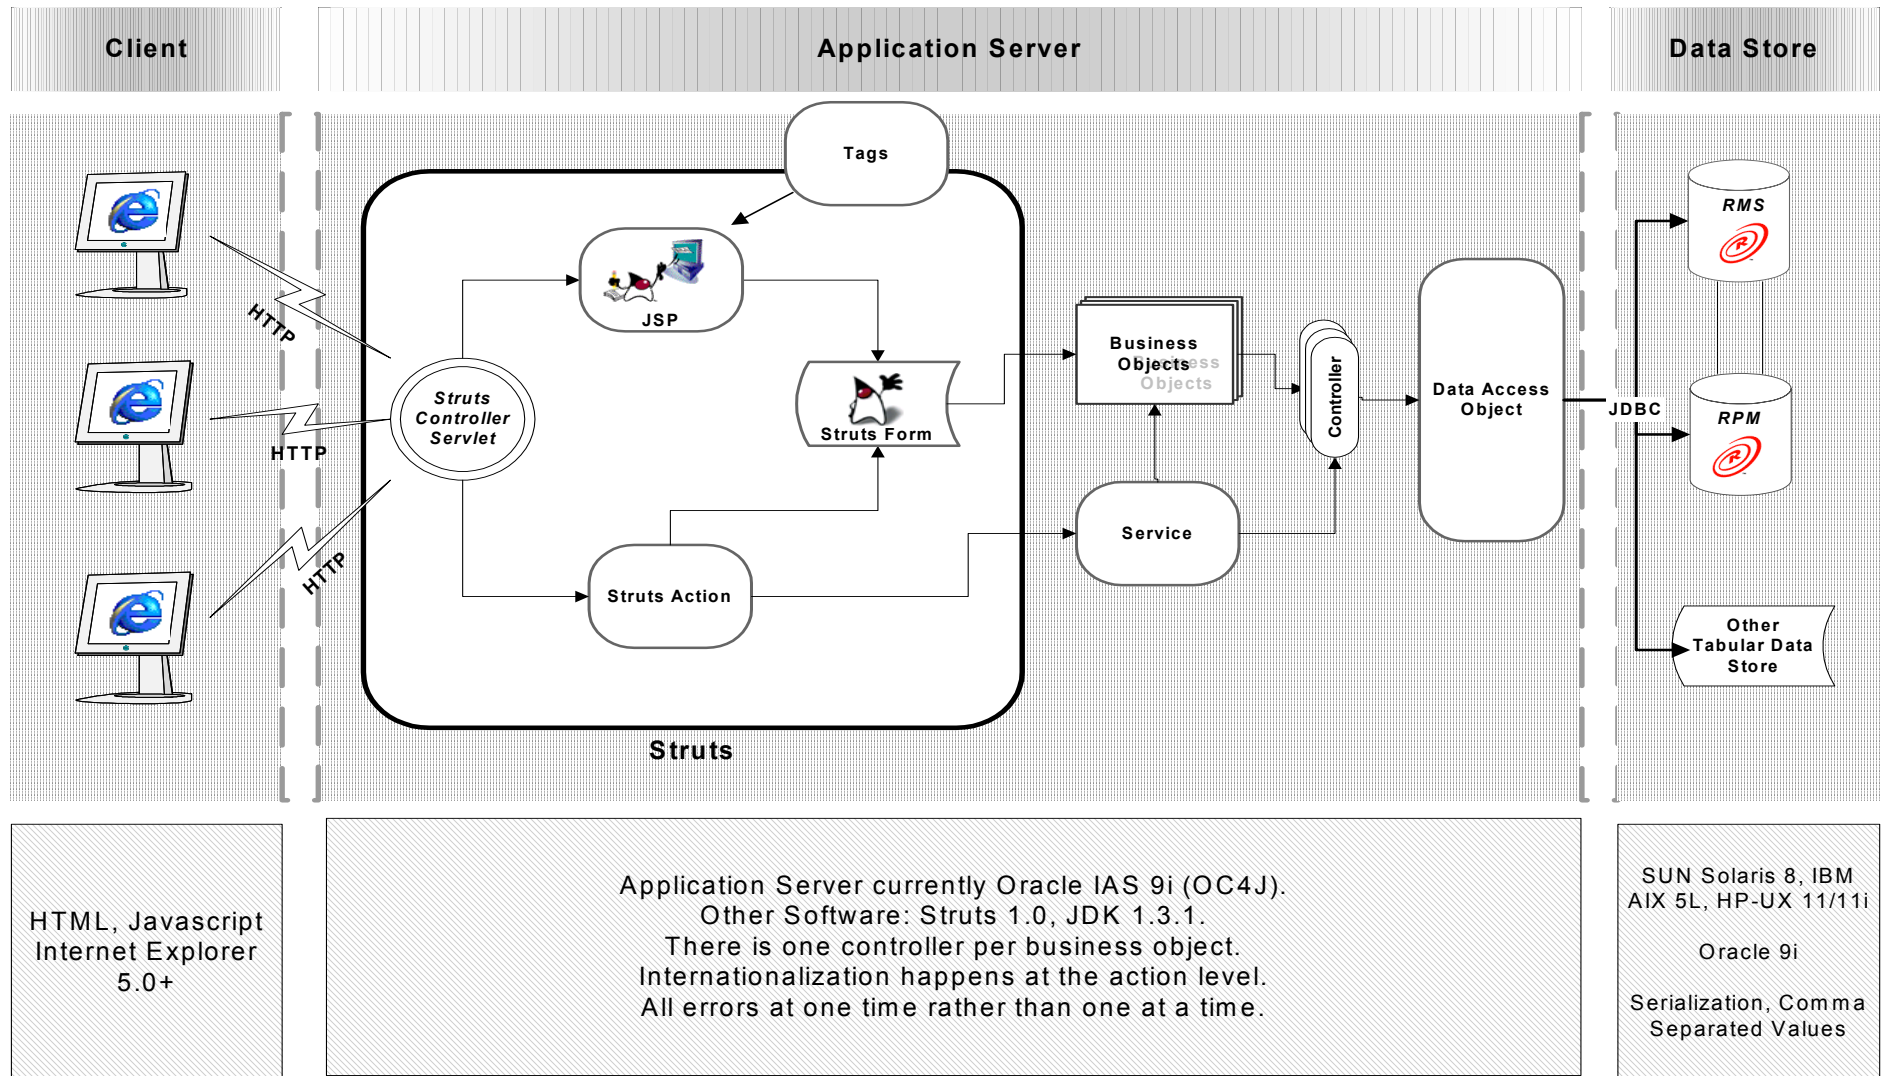 Client
Application Server
Data Store
Tags
JSP
HTTP
HTTP
HTTP
Struts
Controller
Servlet
Struts Form
Struts Action
Struts
Business
Objects
Business
Objects
Controller
Service
Data Access
Object
JDBC
RMS
R
RPM
R
Other
Tabular Data
Store
HTML, Javascript
Internet Explorer
5.0+
Application Server currently Oracle IAS 9i (OC4J).
Other Software: Struts 1.0, JDK 1.3.1.
There is one controller per business object.
Internationalization happens at the action level.
All errors at one time rather than one at a time.
SUN Solaris 8, IBM
AIX 5L, HP-UX 11/11i
Oracle 9i
Serialization, Comma
Separated Values